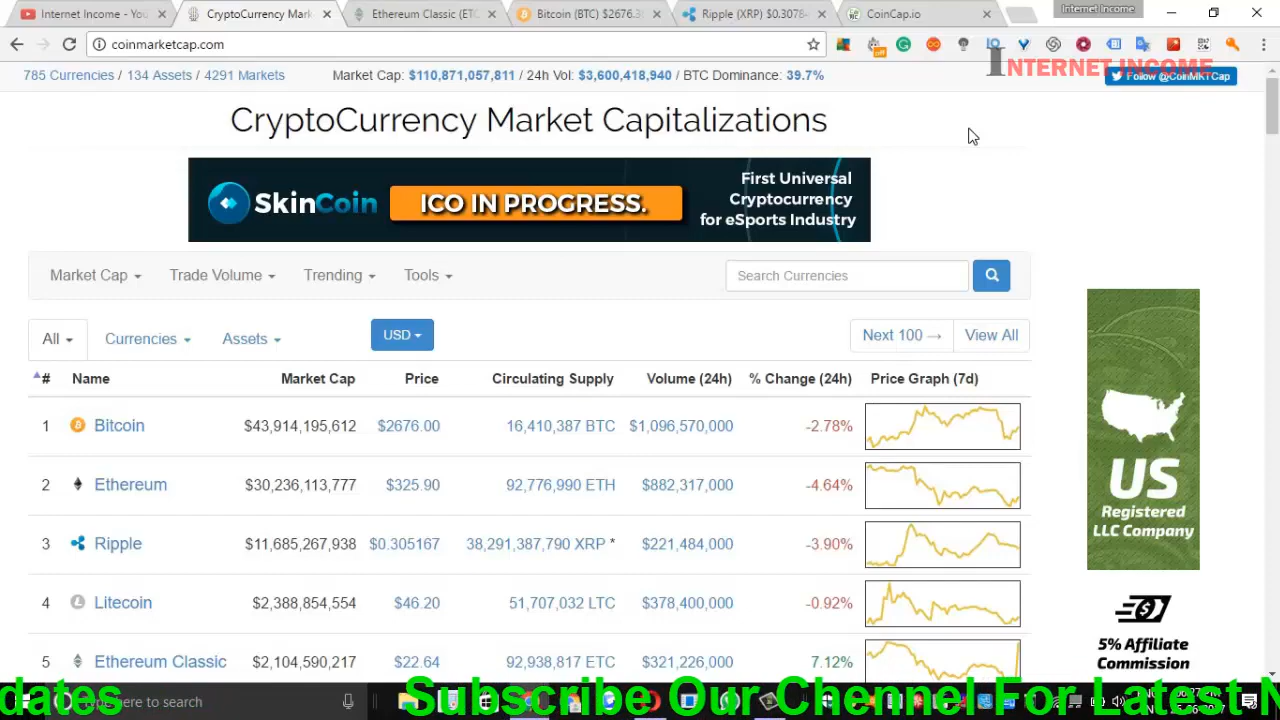 Internet Income - You
CryptoCurrency Mark
Ethereum Classic (ETC
Bitcoin (BTC) $2676.3
Ripple (XRP) $0.3078
CoinCap.io
Internet Income
coinmarketcap.com
off
INTERNET INCOME
785 Currencies / 134 Assets / 4291 Markets
Market Cap: $110,871,057,811 / 24h Vol: $3,600,418,940 / BTC Dominance: 39.7%
Follow @CoinMKTCap
CryptoCurrency Market Capitalizations
SkinCoin
ICO IN PROGRESS.
First Universal
Cryptocurrency
for eSports Industry
Market Cap Trade Volume Trending Tools
Search Currencies
All Currencies Assets USD Next 100 → View All
# Name Market Cap Price Circulating Supply Volume (24h) % Change (24h) Price Graph (7d)
1 Bitcoin $43,914,195,612 $2676.00 16,410,387 BTC $1,096,570,000 -2.78%
2 Ethereum $30,236,113,777 $325.90 92,776,990 ETH $882,317,000 -4.64%
3 Ripple $11,685,267,938 $0.305167 38,291,387,790 XRP * $221,484,000 -3.90%
4 Litecoin $2,388,854,554 $46.20 51,707,032 LTC $378,400,000 -0.92%
5 Ethereum Classic $2,104,590,217 $22.64 92,938,817 ETC $321,226,000 7.12%
US
Registered
LLC Company
5% Affiliate
Commission
type here to search
dates Subscribe Our Chennel For Latest N